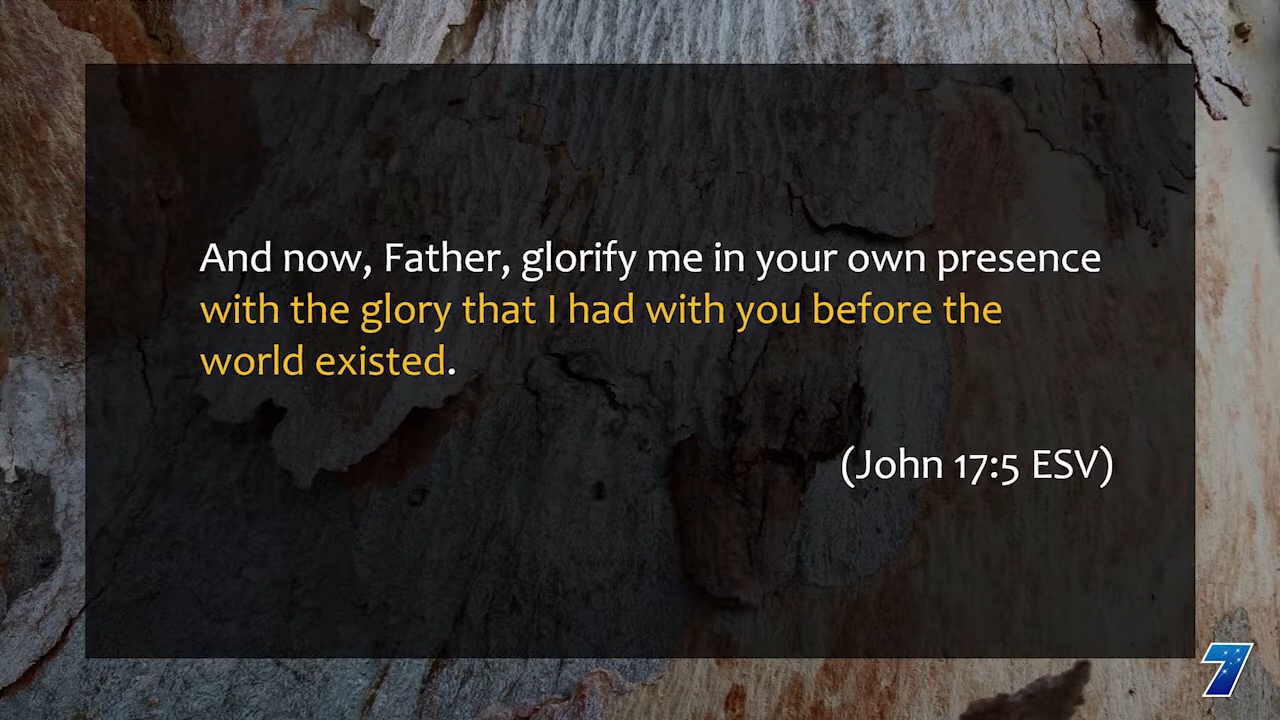 And now, Father, glorify me in your own presence
with the glory that I had with you before the
world existed.
(John 17:5 ESV)
7